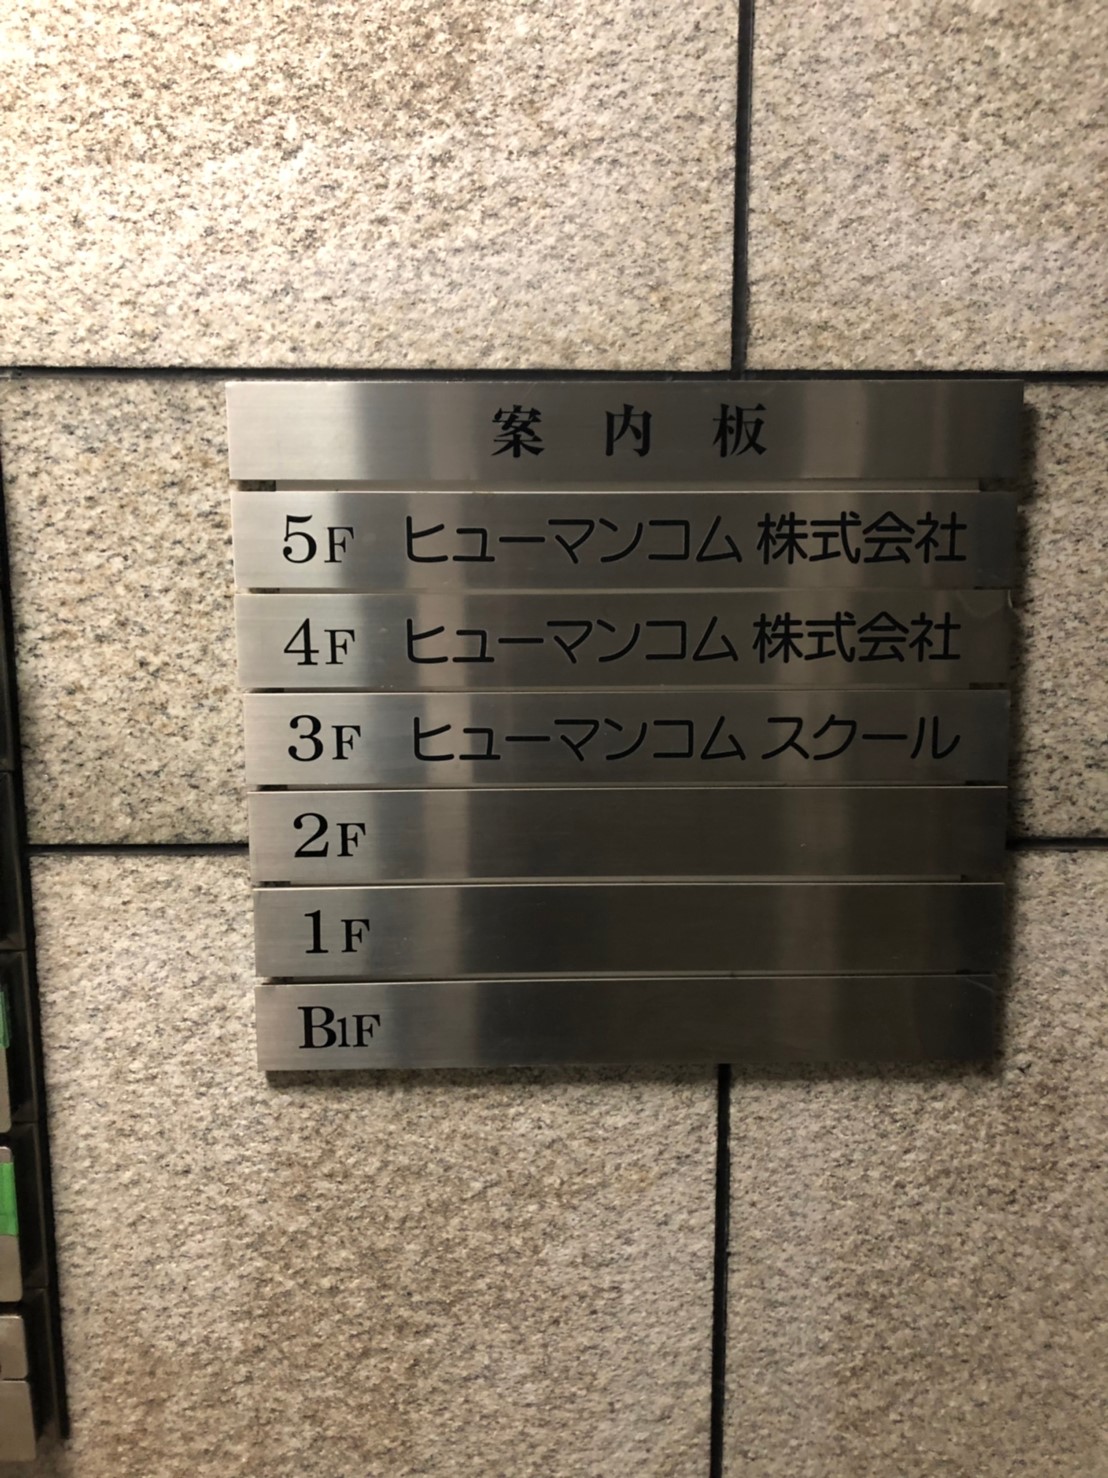 案内板
5F ヒューマンコム 株式会社
4F ヒューマンコム 株式会社
3F ヒューマンコム スクール
2F
1F
B1F